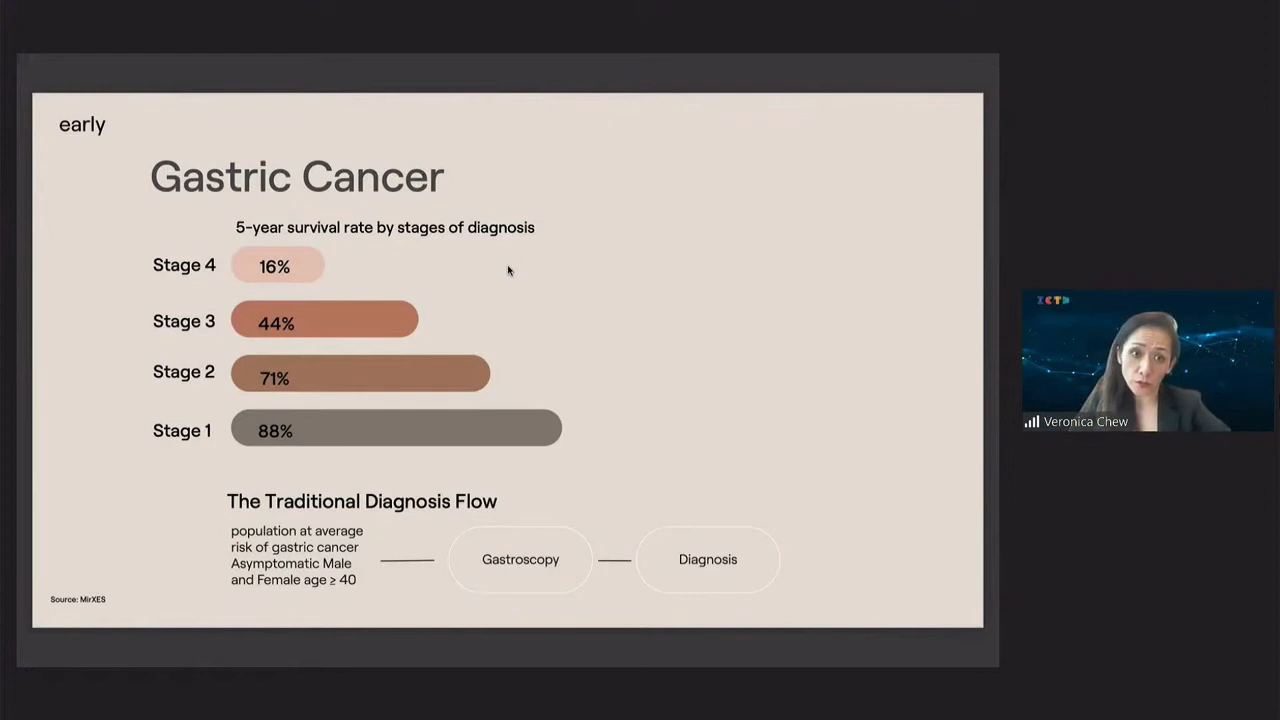 early
Gastric Cancer
5-year survival rate by stages of diagnosis
Stage 4 16%
Stage 3 44%
Stage 2 71%
Stage 1 88%
The Traditional Diagnosis Flow
population at average
risk of gastric cancer
Asymptomatic Male
and Female age ≥ 40
Gastroscopy
Diagnosis
Source: MirXES
ICTD
Veronica Chew